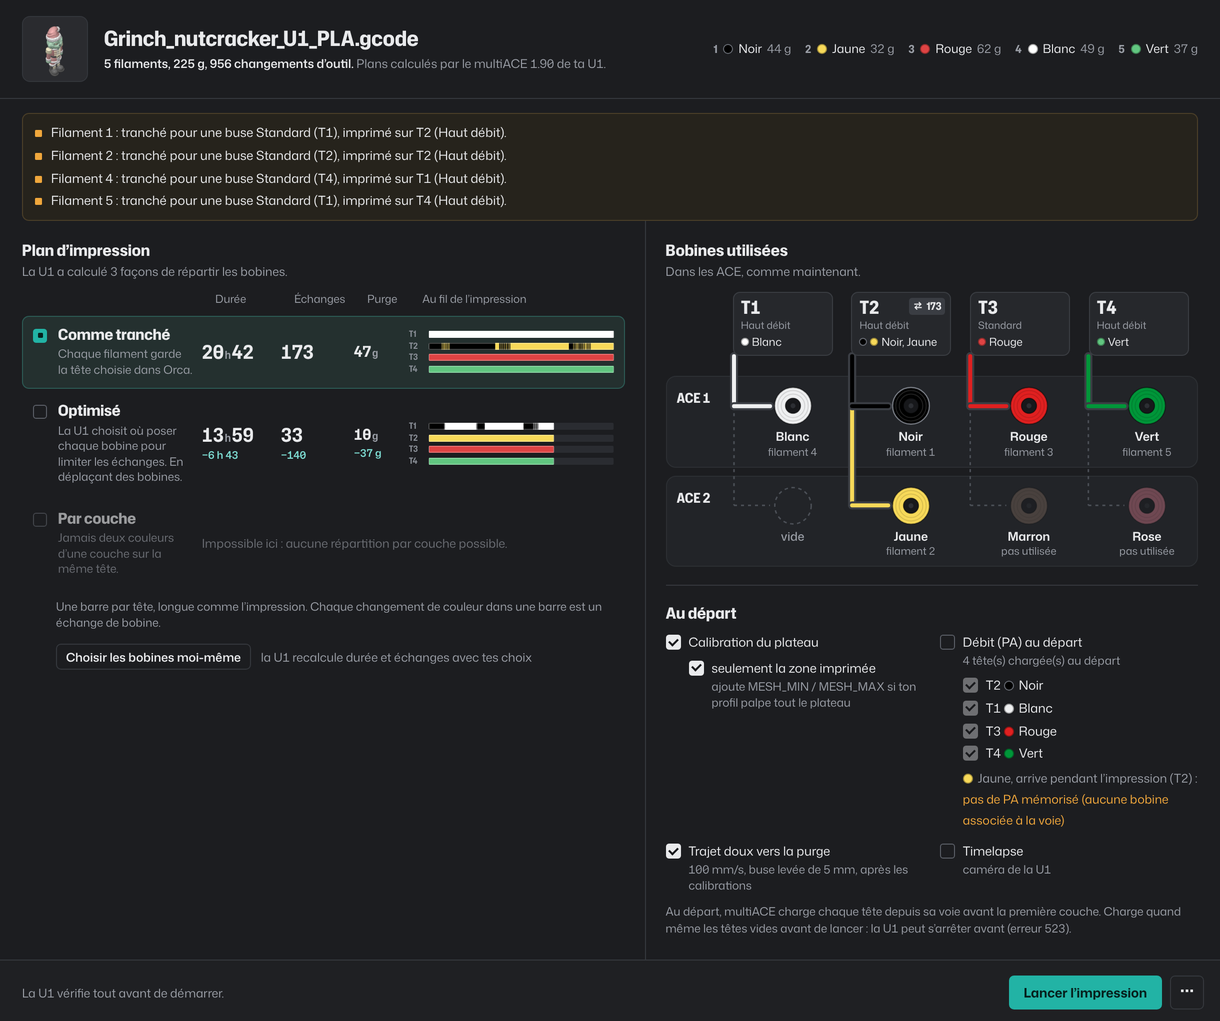 Grinch_nutcracker_U1_PLA.gcode
5 filaments, 225 g, 956 changements d'outil. Plans calculés par le multiACE 1.90 de ta U1.
1 Noir 44 g 2 Jaune 32 g 3 Rouge 62 g 4 Blanc 49 g 5 Vert 37 g
Filament 1 : tranché pour une buse Standard (T1), imprimé sur T2 (Haut débit).
Filament 2 : tranché pour une buse Standard (T2), imprimé sur T2 (Haut débit).
Filament 4 : tranché pour une buse Standard (T4), imprimé sur T1 (Haut débit).
Filament 5 : tranché pour une buse Standard (T1), imprimé sur T4 (Haut débit).
Plan d'impression
La U1 a calculé 3 façons de répartir les bobines.
Durée Échanges Purge Au fil de l'impression
Comme tranché
Chaque filament garde
la tête choisie dans Orca.
20h42 173 47g
T1
T2
T3
T4
Optimisé
La U1 choisit où poser
chaque bobine pour
limiter les échanges. En
déplaçant des bobines.
13h59 33 10g
−6 h 43 −140 −37 g
T1
T2
T3
T4
Par couche
Jamais deux couleurs
d'une couche sur la
même tête.
Impossible ici : aucune répartition par couche possible.
Une barre par tête, longue comme l'impression. Chaque changement de couleur dans une barre est un
échange de bobine.
Choisir les bobines moi-même la U1 recalcule durée et échanges avec tes choix
Bobines utilisées
Dans les ACE, comme maintenant.
T1
Haut débit
Blanc
T2 ⇄ 173
Haut débit
Noir, Jaune
T3
Standard
Rouge
T4
Haut débit
Vert
ACE 1
Blanc Noir Rouge Vert
filament 4 filament 1 filament 3 filament 5
ACE 2
vide Jaune Marron Rose
filament 2 pas utilisée pas utilisée
Au départ
Calibration du plateau
seulement la zone imprimée
ajoute MESH_MIN / MESH_MAX si ton
profil palpe tout le plateau
Débit (PA) au départ
4 tête(s) chargée(s) au départ
T2 Noir
T1 Blanc
T3 Rouge
T4 Vert
Jaune, arrive pendant l'impression (T2) :
pas de PA mémorisé (aucune bobine
associée à la voie)
Trajet doux vers la purge
100 mm/s, buse levée de 5 mm, après les
calibrations
Timelapse
caméra de la U1
Au départ, multiACE charge chaque tête depuis sa voie avant la première couche. Charge quand
même les têtes vides avant de lancer : la U1 peut s'arrêter avant (erreur 523).
La U1 vérifie tout avant de démarrer.
Lancer l'impression ···